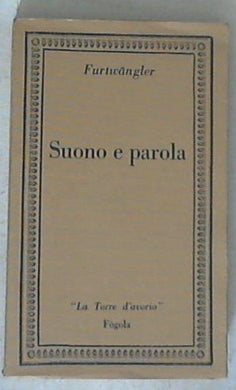 Furtwängler
Suono e parola
"La Torre d'avorio"
Fògola